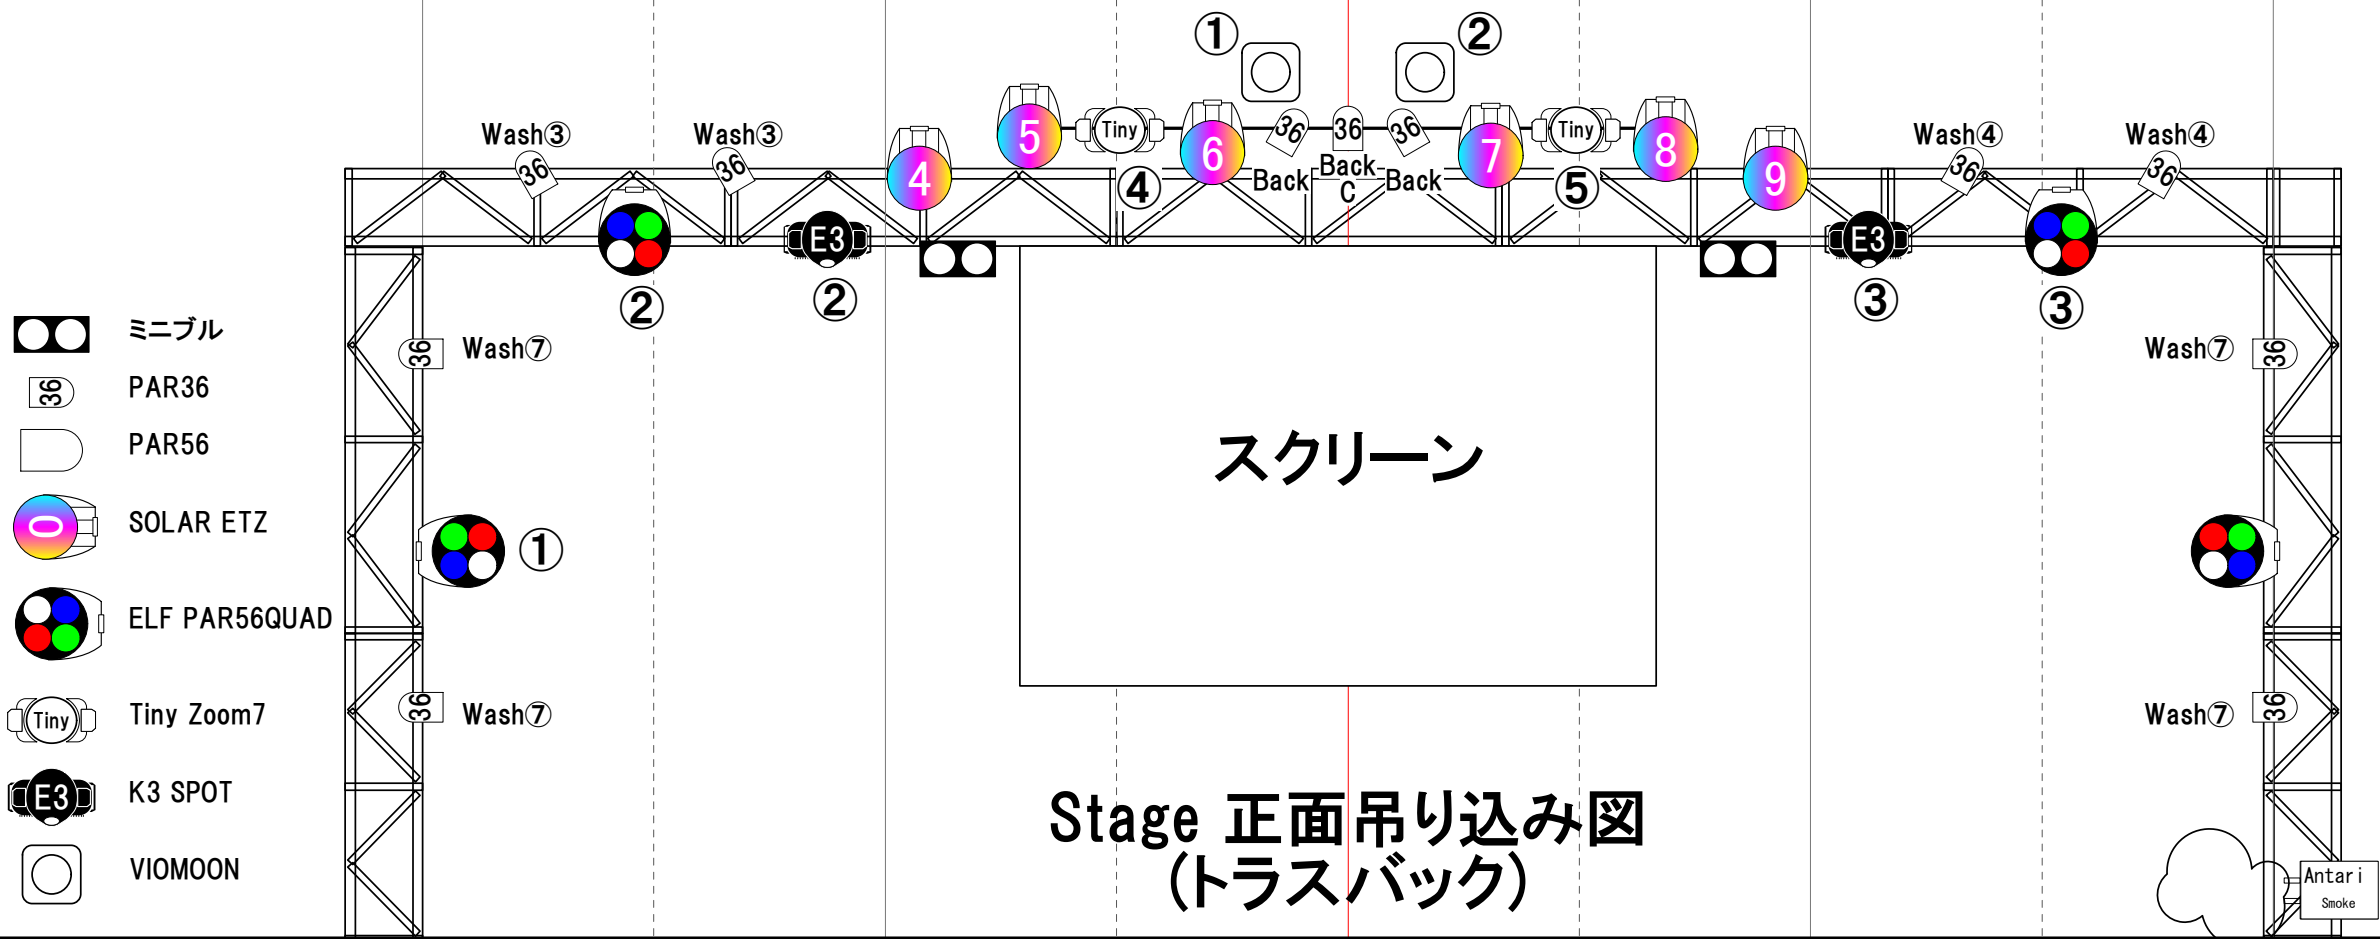 ① ②
Wash③ Wash③ 5 Tiny 6 36 36 36 7 Tiny 8 Wash④ Wash④
36 36 4 ④ Back Back C Back ⑤ 9 36 36
E3 E3
② ② ③ ③
ミニブル
36 Wash⑦ Wash⑦ 36
36 PAR36
PAR56
スクリーン
0 SOLAR ETZ
①
ELF PAR56QUAD
Tiny Tiny Zoom7
36 Wash⑦ Wash⑦ 36
E3 K3 SPOT
Stage 正面吊り込み図
(トラスバック)
VIOMOON
Antari
Smoke